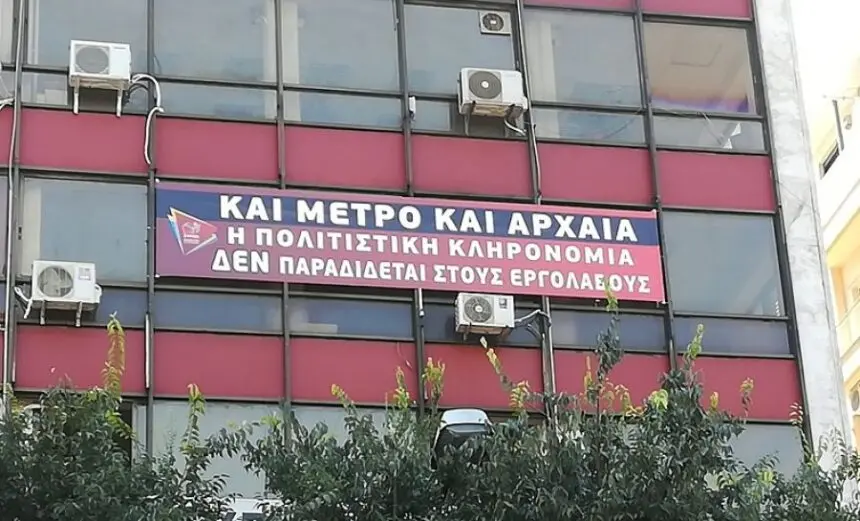 ΚΑΙ ΜΕΤΡΟ ΚΑΙ ΑΡΧΑΙΑ
Η ΠΟΛΙΤΙΣΤΙΚΗ ΚΛΗΡΟΝΟΜΙΑ
ΔΕΝ ΠΑΡΑΔΙΔΕΤΑΙ ΣΤΟΥΣ ΕΡΓΟΛΑΒΟΥΣ